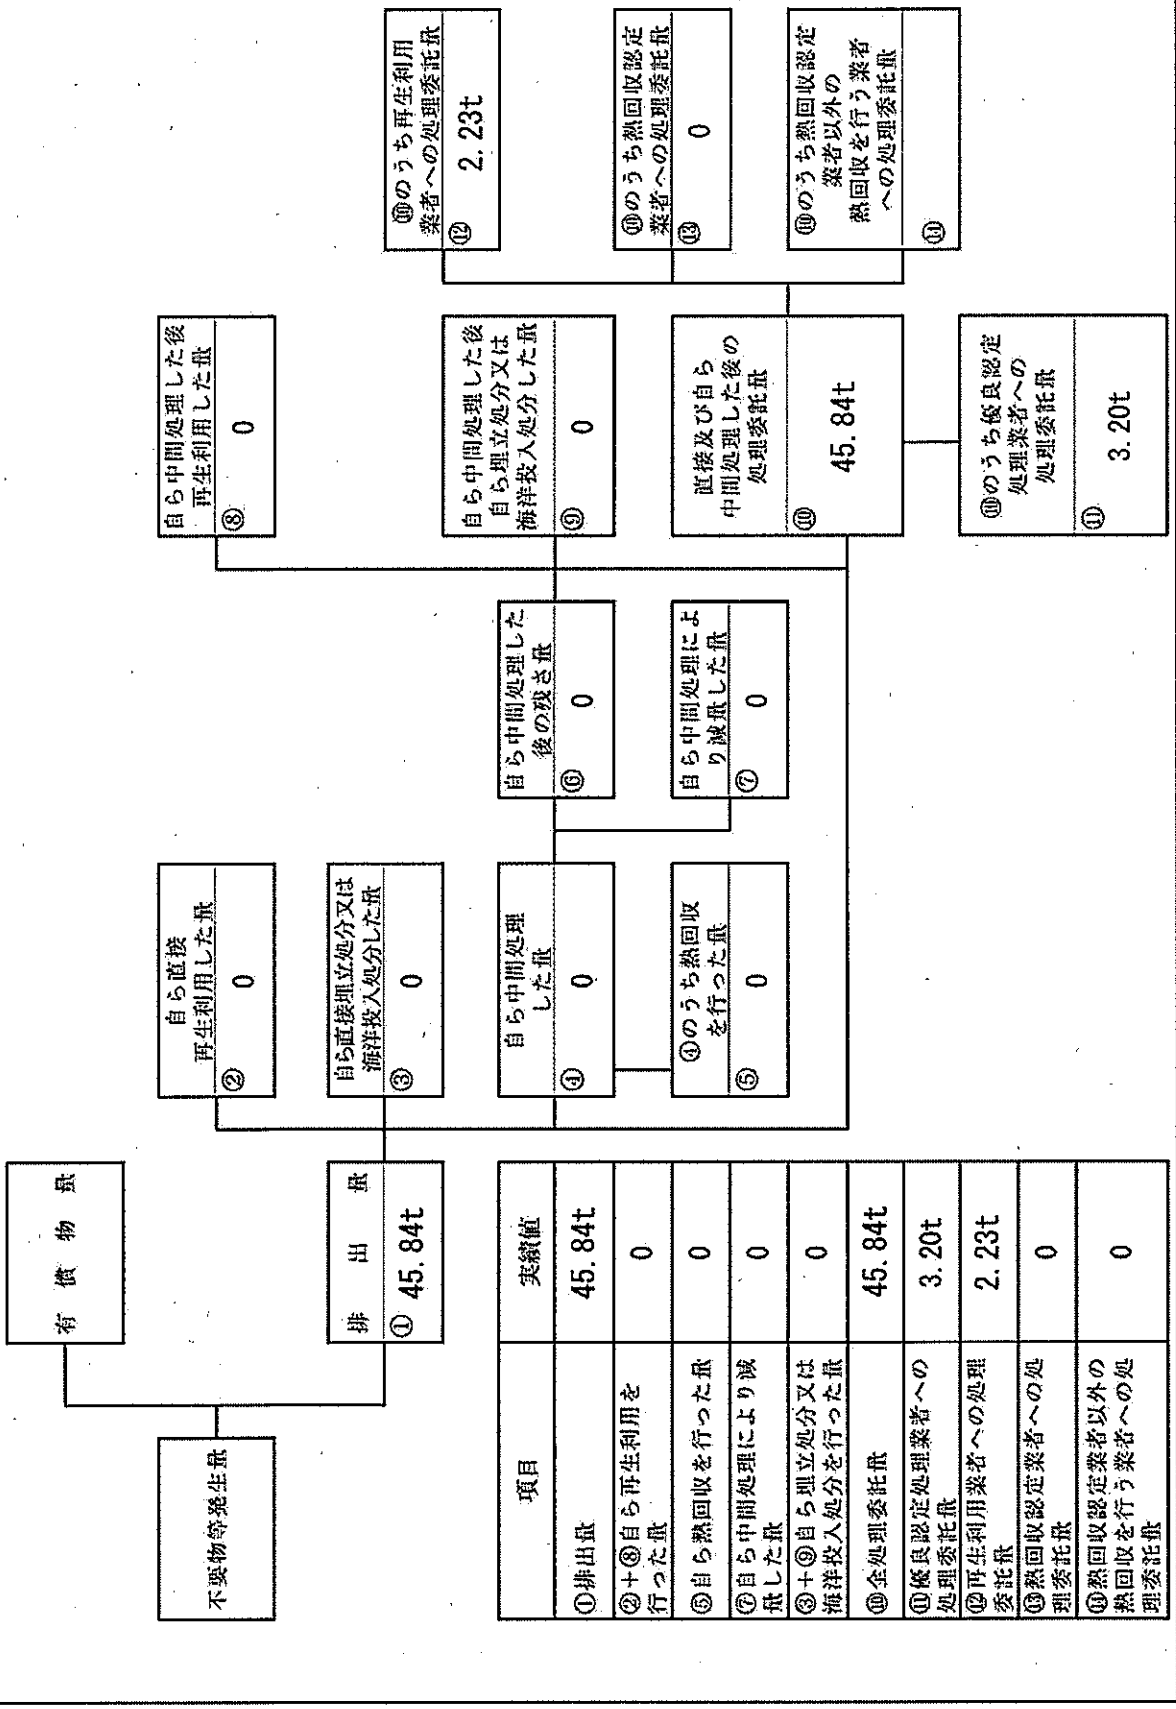 有償物量
不要物等発生量
排出量
① 45.84t
自ら直接
再生利用した量
② 0
自ら直接埋立処分又は
海洋投入処分した量
③ 0
自ら中間処理
した量
④ 0
④のうち熱回収
を行った量
⑤ 0
自ら中間処理した
後の残さ量
⑥ 0
自ら中間処理によ
り減量した量
⑦ 0
自ら中間処理した後
再生利用した量
⑧ 0
自ら中間処理した後
自ら埋立処分又は
海洋投入処分した量
⑨ 0
直接及び自ら
中間処理した後の
処理委託量
⑩ 45.84t
⑩のうち優良認定
処理業者への
処理委託量
⑪ 3.20t
⑩のうち再生利用
業者への処理委託量
⑫ 2.23t
⑩のうち熱回収認定
業者への処理委託量
⑬ 0
⑩のうち熱回収認定
業者以外の
熱回収を行う業者
への処理委託量
⑭
項目 実績値
①排出量 45.84t
②+⑧自ら再生利用を
行った量 0
⑤自ら熱回収を行った量 0
⑦自ら中間処理により減
量した量 0
③+⑨自ら埋立処分又は
海洋投入処分を行った量 0
⑩全処理委託量 45.84t
⑪優良認定処理業者への
処理委託量 3.20t
⑫再生利用業者への処理
委託量 2.23t
⑬熱回収認定業者への処
理委託量 0
⑭熱回収認定業者以外の
熱回収を行う業者への処
理委託量 0